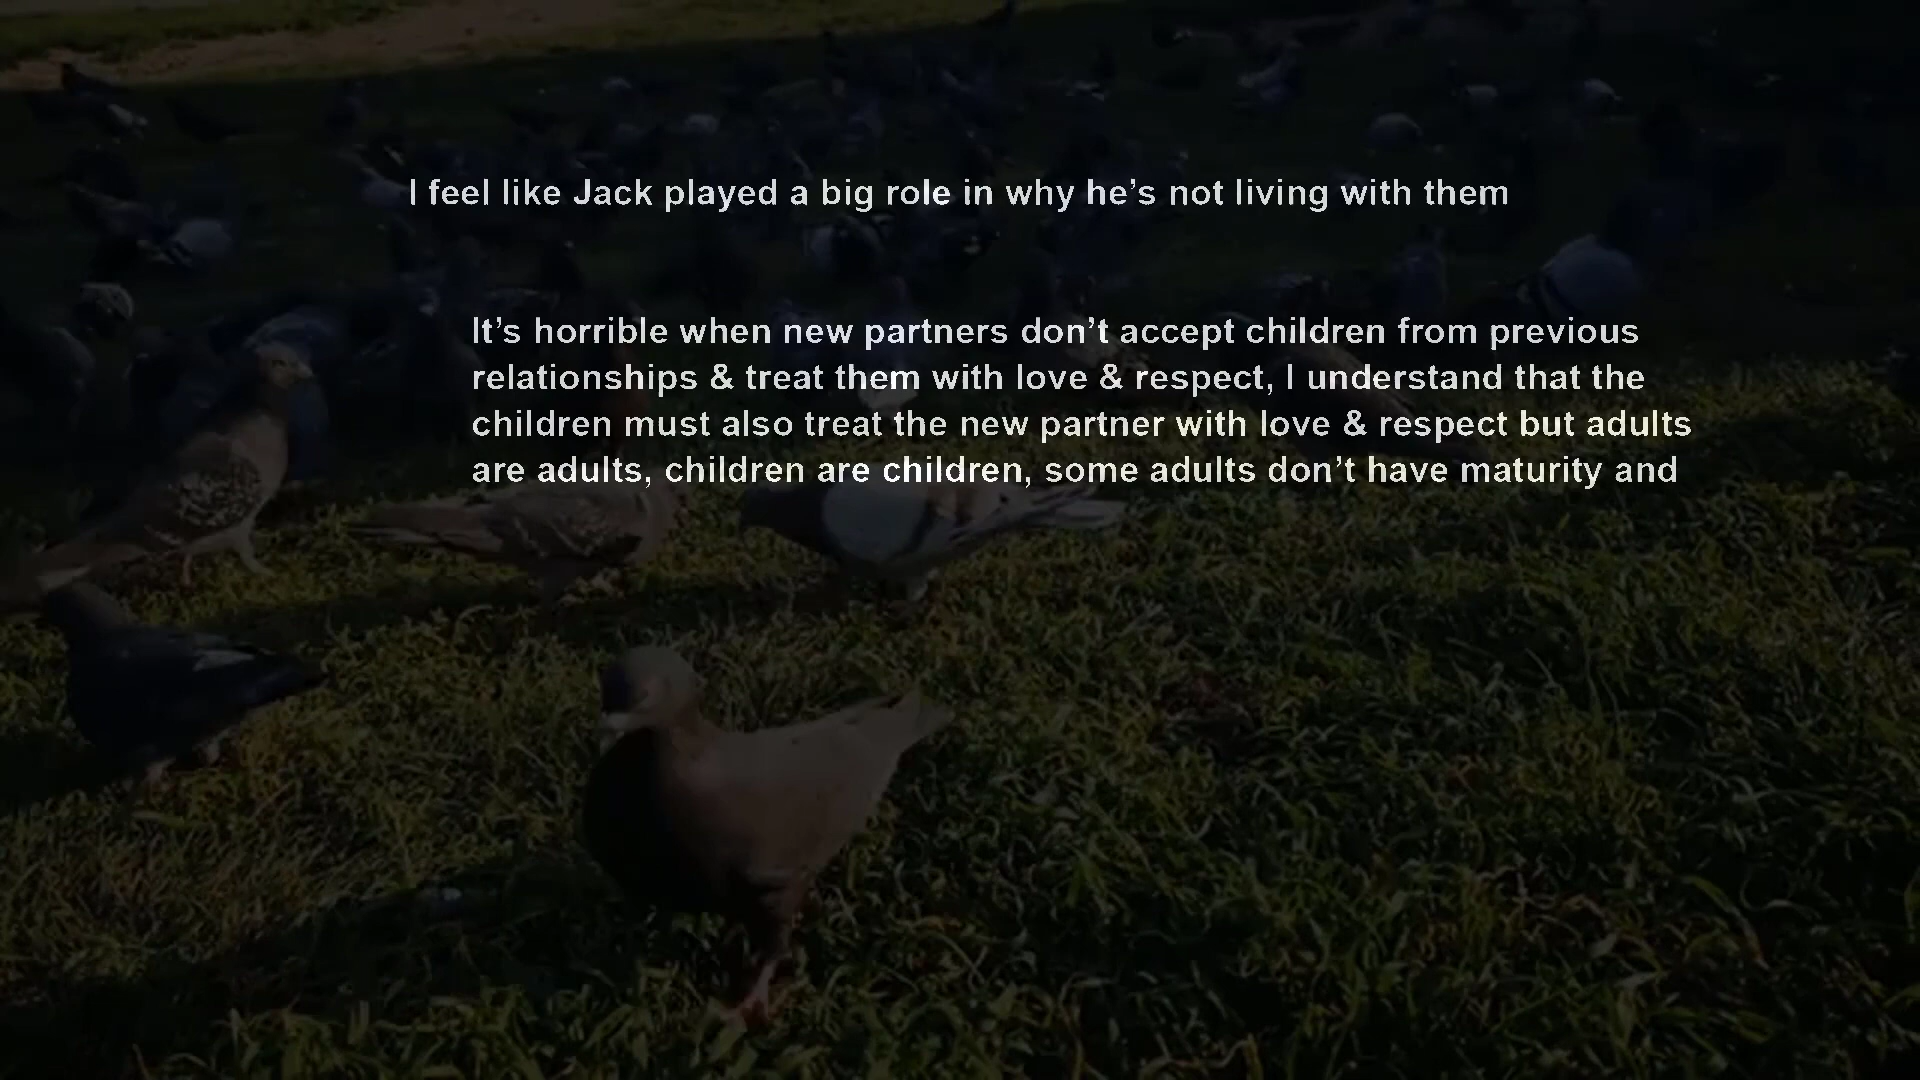 I feel like Jack played a big role in why he’s not living with them
It’s horrible when new partners don’t accept children from previous
relationships & treat them with love & respect, I understand that the
children must also treat the new partner with love & respect but adults
are adults, children are children, some adults don’t have maturity and